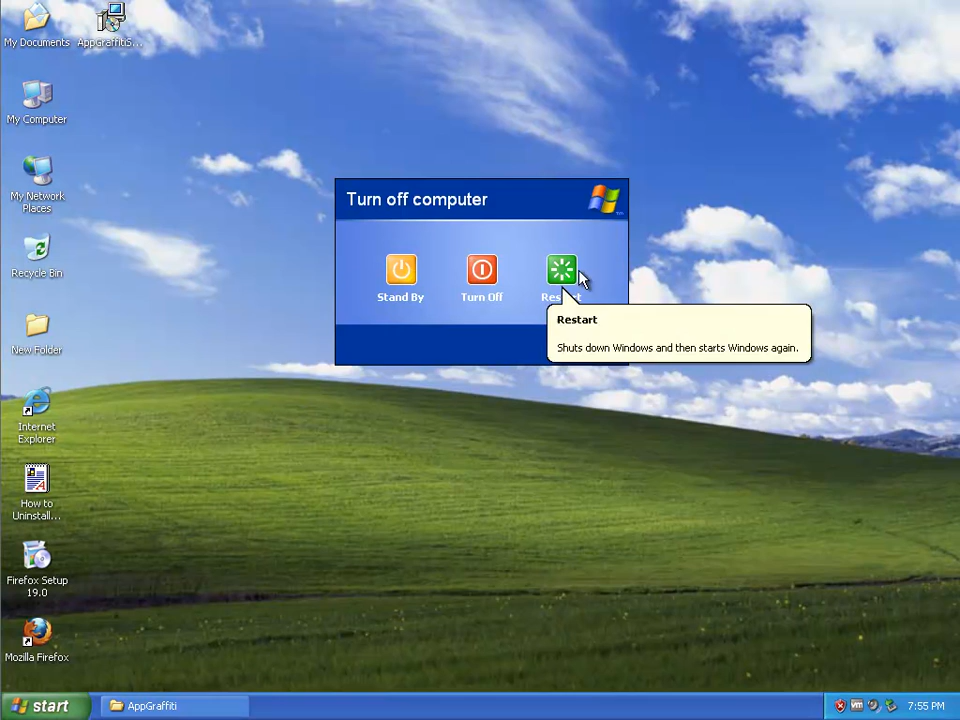 My Documents
AppGraffitiS...
My Computer
My Network
Places
Recycle Bin
New Folder
Internet
Explorer
How to
Uninstall...
Firefox Setup
19.0
Mozilla Firefox
Turn off computer
Stand By
Turn Off
Restart
Restart
Shuts down Windows and then starts Windows again.
start
AppGraffiti
7:55 PM